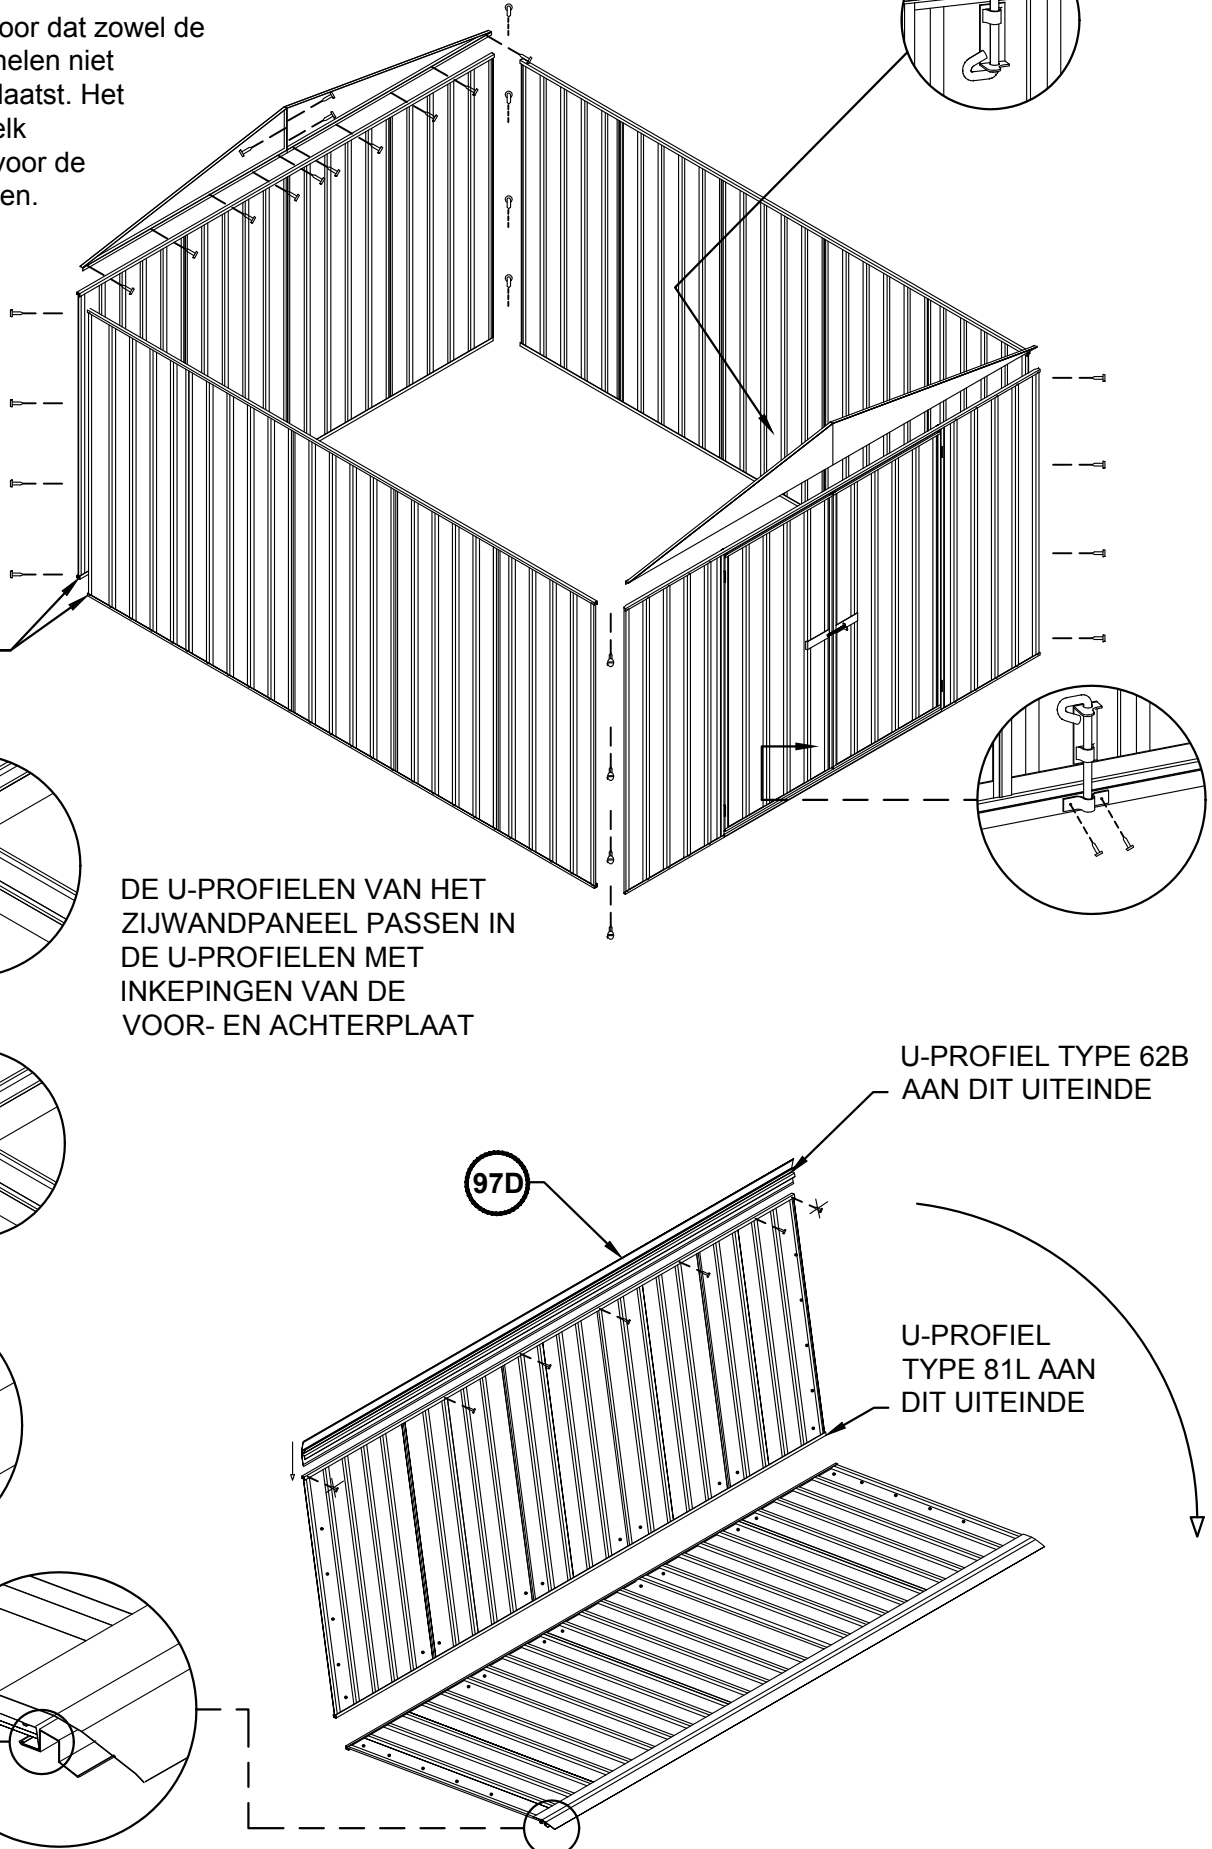 oor dat zowel de
nelen niet
laatst. Het
elk
voor de
en.
DE U-PROFIELEN VAN HET
ZIJWANDPANEEL PASSEN IN
DE U-PROFIELEN MET
INKEPINGEN VAN DE
VOOR- EN ACHTERPLAAT
U-PROFIEL TYPE 62B
AAN DIT UITEINDE
97D
U-PROFIEL
TYPE 81L AAN
DIT UITEINDE